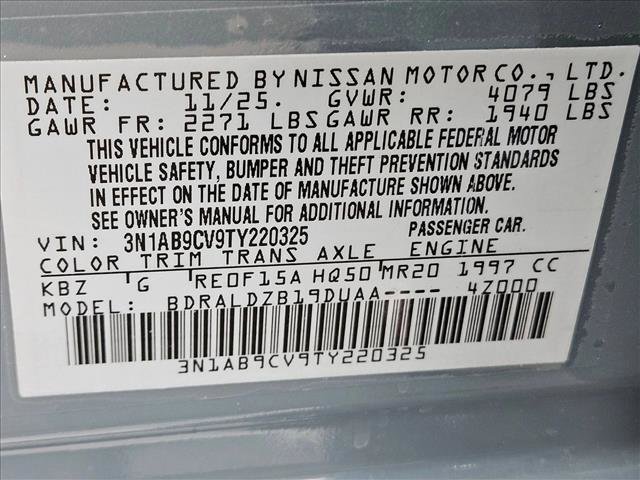 MANUFACTURED BY NISSAN MOTOR CO., LTD.
DATE: 11/25. GVWR: 4079 LBS
GAWR FR: 2271 LBS GAWR RR: 1940 LBS
THIS VEHICLE CONFORMS TO ALL APPLICABLE FEDERAL MOTOR
VEHICLE SAFETY, BUMPER AND THEFT PREVENTION STANDARDS
IN EFFECT ON THE DATE OF MANUFACTURE SHOWN ABOVE.
SEE OWNER'S MANUAL FOR ADDITIONAL INFORMATION.
VIN: 3N1AB9CV9TY220325 PASSENGER CAR.
COLOR TRIM TRANS AXLE ENGINE
KBZ G RE0F15A HQ50 MR20 1997 CC
MODEL: BDRALDZB19DUAA---- 4Z000
3N1AB9CV9TY220325